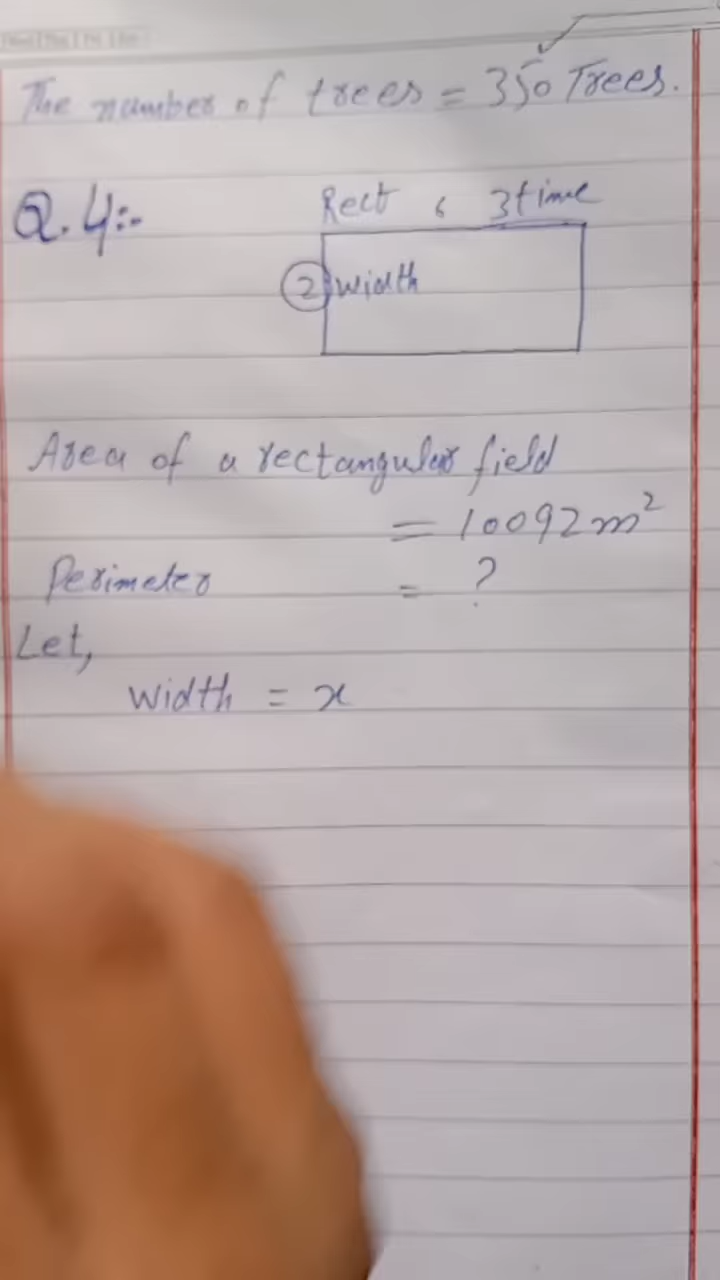 The number of trees = 350 Trees.
Q.4:-
Rect , 3time
2 width
Area of a rectangular field
= 10092 m²
Perimeter = ?
Let,
width = x